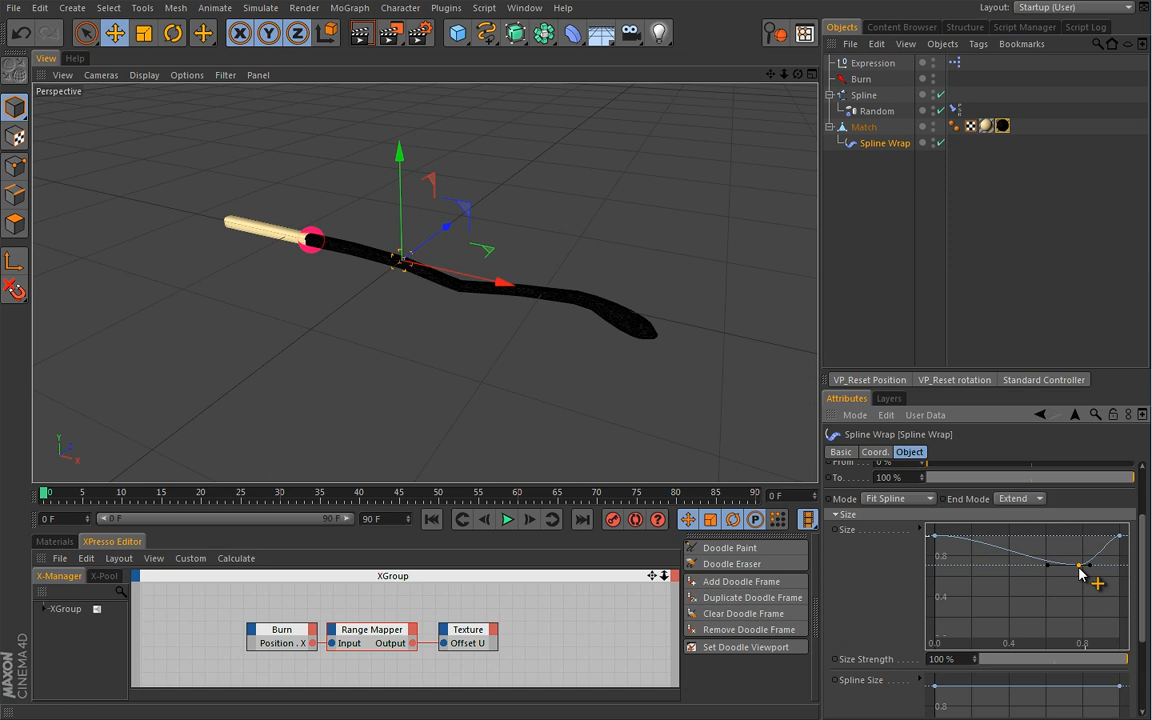 File Edit Create Select Tools Mesh Animate Simulate Render MoGraph Character Plugins Script Window Help
Layout: Startup (User)
Objects Content Browser Structure Script Manager Script Log
File Edit View Objects Tags Bookmarks
View Help
View Cameras Display Options Filter Panel
Perspective
Expression
Burn
Spline
Random
Match
Spline Wrap
Y
Z
X
VP_Reset Position VP_Reset rotation Standard Controller
Attributes Layers
Mode Edit User Data
Spline Wrap [Spline Wrap]
Basic Coord. Object
From . . . 0 %
To. . . . . . 100 %
Mode Fit Spline End Mode Extend
Size
Size
0.8
0.4
0.0 0.4 0.8
Size Strength 100 %
Spline Size
0.8
0 5 10 15 20 25 30 35 40 45 50 55 60 65 70 75 80 85 90 0 F
0 F 0 F 90 F 90 F
Materials XPresso Editor
File Edit Layout View Custom Calculate
X-Manager X-Pool
XGroup
XGroup
Burn
Position . X
Range Mapper
Input Output
Texture
Offset U
Doodle Paint
Doodle Eraser
Add Doodle Frame
Duplicate Doodle Frame
Clear Doodle Frame
Remove Doodle Frame
Set Doodle Viewport
MAXON
CINEMA 4D